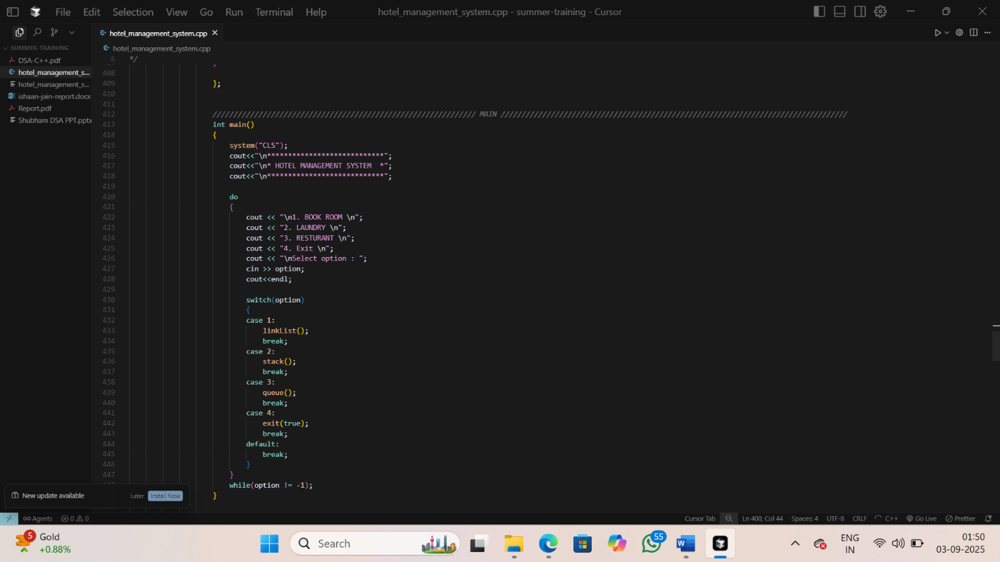 File Edit Selection View Go Run Terminal Help
hotel_management_system.cpp - summer-training - Cursor
hotel_management_system.cpp
SUMMER-TRAINING
DSA-C++.pdf
hotel_management_s...
hotel_management_s...
ishaan-jain-report.docx
Report.pdf
Shubham DSA PPT.pptx
hotel_management_system.cpp
6 */
408
409 };
410
411
412 /////////////////////////////////////////////////////////////// MAIN ///////////////////////////////////////////////////////////////////////////////////
413 int main()
414 {
415 system("CLS");
416 cout<<"\n****************************";
417 cout<<"\n* HOTEL MANAGEMENT SYSTEM  *";
418 cout<<"\n****************************";
419
420 do
421 {
422 cout << "\n1. BOOK ROOM \n";
423 cout << "2. LAUNDRY \n";
424 cout << "3. RESTURANT \n";
425 cout << "4. Exit \n";
426 cout << "\nSelect option : ";
427 cin >> option;
428 cout<<endl;
429
430 switch(option)
431 {
432 case 1:
433 linkList();
434 break;
435 case 2:
436 stack();
437 break;
438 case 3:
439 queue();
440 break;
441 case 4:
442 exit(true);
443 break;
444 default:
445 break;
446 }
447 }
while(option != -1);
}
New update available Later Install Now
Agents 0 0 Cursor Tab Ln 400, Col 44 Spaces: 4 UTF-8 CRLF C++ Go Live Prettier
5 Gold
+0.88%
Search
55
ENG
IN
01:50
03-09-2025